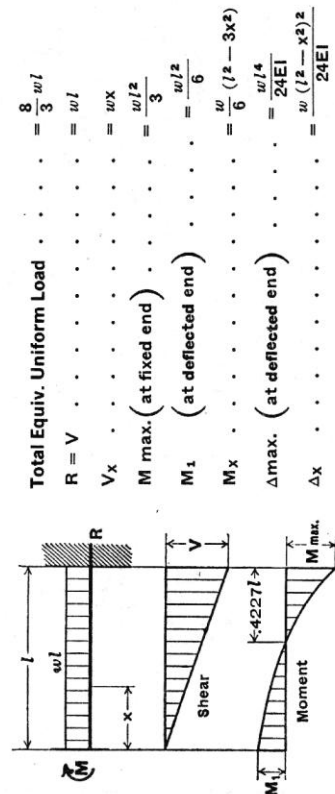 Total Equiv. Uniform Load . . . . = 8/3 wl
R = V . . . . . . . . . = wl
Vx . . . . . . . . . = wx
M max. ( at fixed end ) . . . . = wl²/3
M₁ ( at deflected end ) . . . . = wl²/6
Mx . . . . . . . . . = w/6 (l² — 3x²)
Δmax. ( at deflected end ) . . . . = wl⁴/24EI
Δx . . . . . . . . . = w (l² — x²)²/24EI
l
wl
M
R
x
V
Shear
.4227l
M₁
Moment
M max.